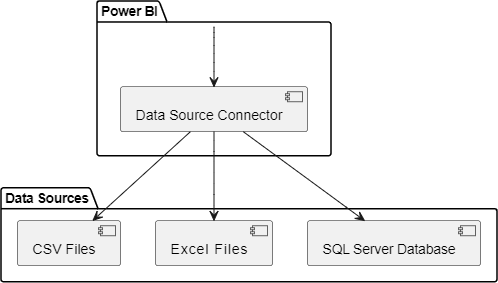 Power BI
Data Source Connector
Data Sources
CSV Files
Excel Files
SQL Server Database